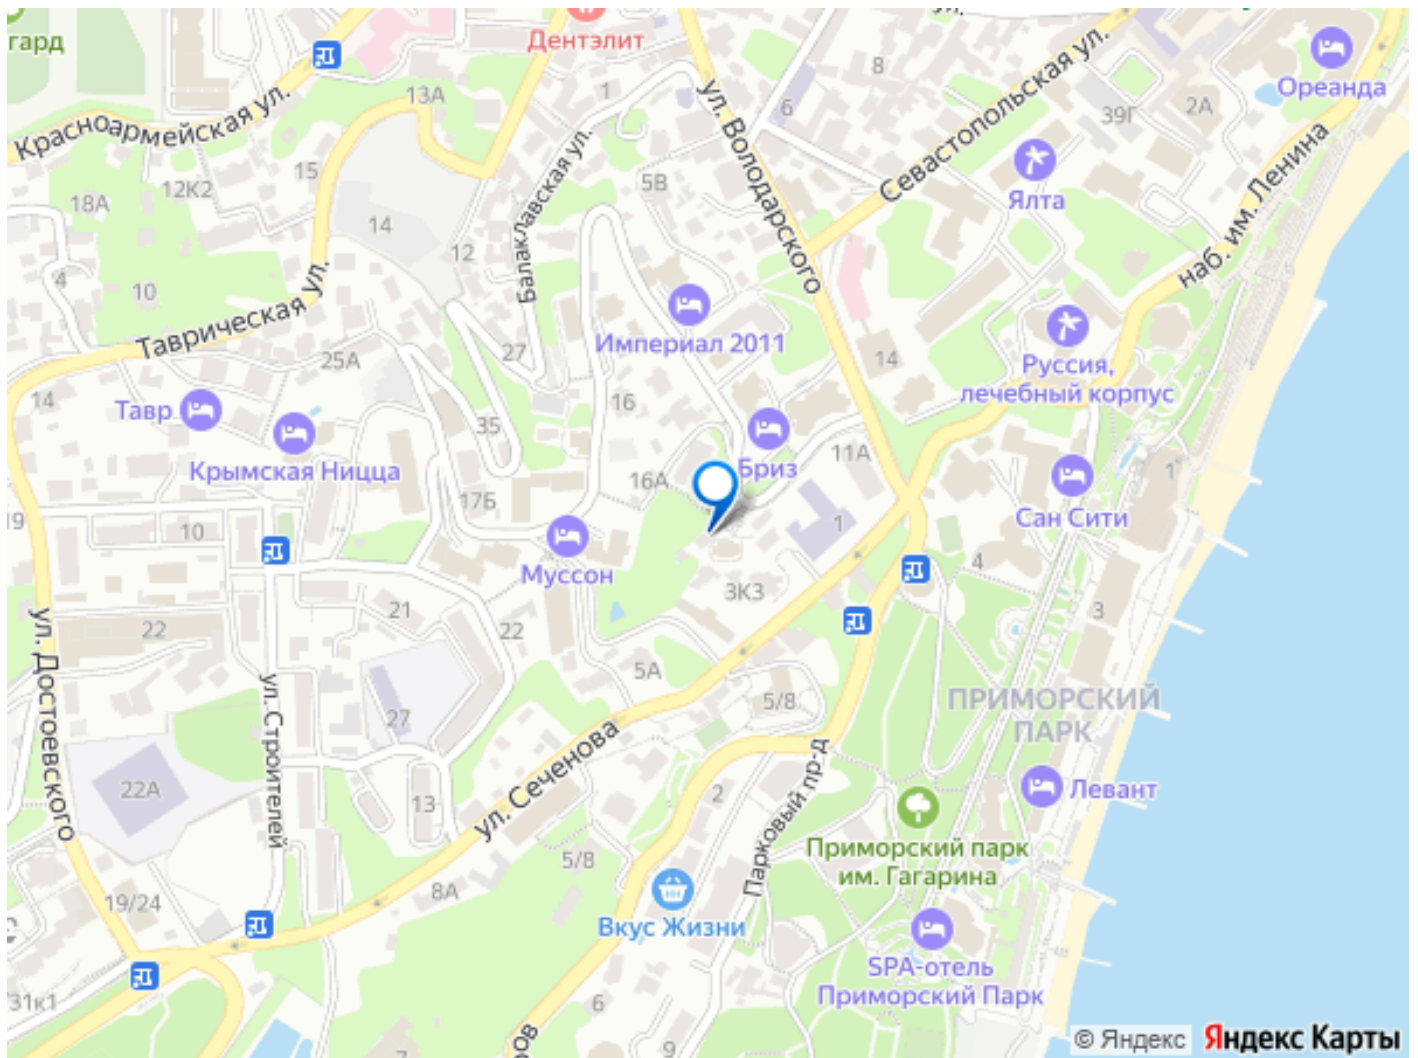 гард
Дентэлит
Ореанда
8
1
6
2А
39Г
13А
Красноармейская ул.
ул. Володарского
Севастопольская ул.
наб. им. Ленина
Балаклавская ул.
15
12К2
18А
5В
Ялта
14
12
4
10
Таврическая ул.
Империал 2011
27
25А
14
Руссия,
лечебный корпус
14
Тавр
16
35
Крымская Ницца
Бриз
11А
1
16А
17Б
19
10
1
Сан Сити
Муссон
4
3К3
21
22
22
3
ул. Достоевского
ул. Строителей
5А
5/8
ПРИМОРСКИЙ
ПАРК
27
ул. Сеченова
Парковый пр-д
22А
13
2
Левант
Приморский парк
им. Гагарина
5/8
8А
19/24
Вкус Жизни
SPA-отель
Приморский Парк
/31к1
6
7
9
ров
© Яндекс Яндекс Карты